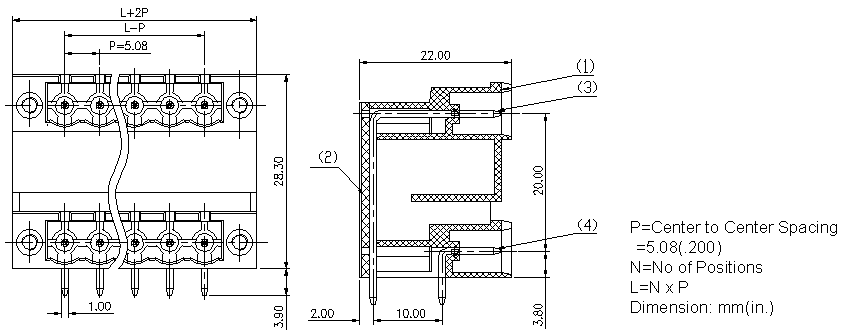 L+2P
L-P
P=5.08
28.30
3.90
1.00
22.00
(1)
(3)
(2)
20.00
(4)
2.00
10.00
3.80
P=Center to Center Spacing
=5.08(.200)
N=No of Positions
L=N x P
Dimension: mm(in.)